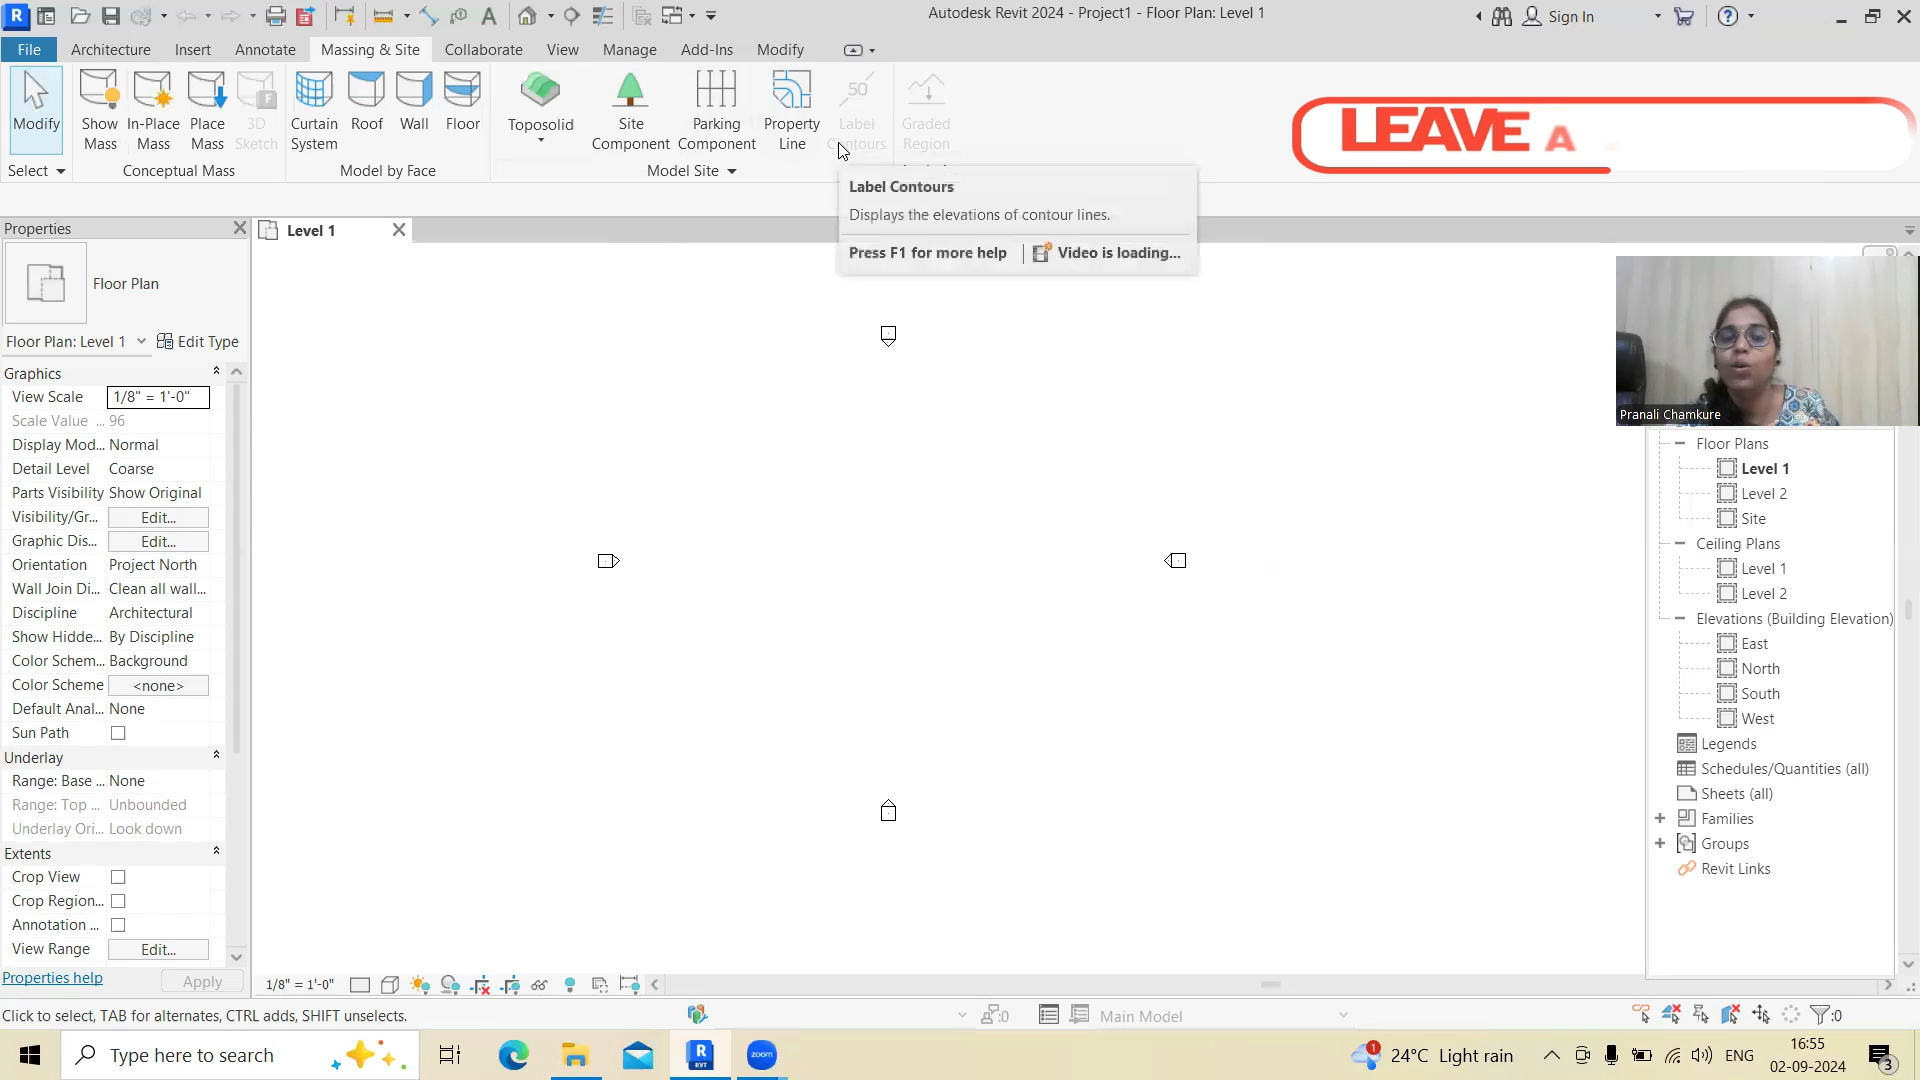 Autodesk Revit 2024 - Project1 - Floor Plan: Level 1
Sign In
File Architecture Insert Annotate Massing & Site Collaborate View Manage Add-Ins Modify
Modify
Show Mass
In-Place Mass
Place Mass
3D Sketch
Curtain System
Roof
Wall
Floor
Toposolid
Site Component
Parking Component
Property Line
Label Contours
Graded Region
Select
Conceptual Mass
Model by Face
Model Site
LEAVE A
Label Contours
Displays the elevations of contour lines.
Press F1 for more help Video is loading...
Properties
Level 1
Floor Plan
Floor Plan: Level 1 Edit Type
Graphics
View Scale 1/8" = 1'-0"
Scale Value ... 96
Display Mod... Normal
Detail Level Coarse
Parts Visibility Show Original
Visibility/Gr... Edit...
Graphic Dis... Edit...
Orientation Project North
Wall Join Di... Clean all wall...
Discipline Architectural
Show Hidde... By Discipline
Color Schem... Background
Color Scheme <none>
Default Anal... None
Sun Path
Underlay
Range: Base ... None
Range: Top ... Unbounded
Underlay Ori... Look down
Extents
Crop View
Crop Region...
Annotation ...
View Range Edit...
Properties help Apply
Pranali Chamkure
Floor Plans
Level 1
Level 2
Site
Ceiling Plans
Level 1
Level 2
Elevations (Building Elevation)
East
North
South
West
Legends
Schedules/Quantities (all)
Sheets (all)
Families
Groups
Revit Links
1/8" = 1'-0"
Click to select, TAB for alternates, CTRL adds, SHIFT unselects.
:0
Main Model
:0
Type here to search
R
RVT
zoom
1
24°C Light rain
ENG
16:55
02-09-2024
3